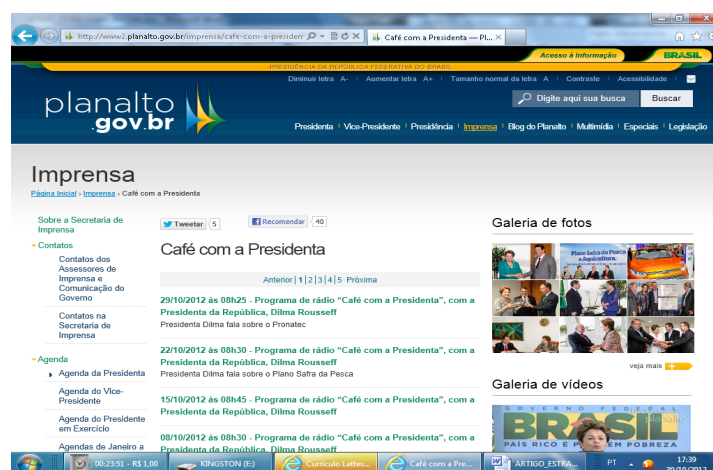 http://www2.planalto.gov.br/imprensa/cafe-com-a-presiden
Café com a Presidenta — Pl...
Acesso à Informação
BRASIL
PRESIDÊNCIA DA REPÚBLICA FEDERATIVA DO BRASIL
Diminuir letra A- Aumentar letra A+ Tamanho normal da letra A Contraste Acessibilidade
planalto
.gov.br
Digite aqui sua busca
Buscar
Presidenta Vice-Presidente Presidência Imprensa Blog do Planalto Multimídia Especiais Legislação
Imprensa
Página Inicial › Imprensa › Café com a Presidenta
Sobre a Secretaria de
Imprensa
Contatos
Contatos dos
Assessores de
Imprensa e
Comunicação do
Governo
Contatos na
Secretaria de
Imprensa
Agenda
Agenda da Presidenta
Agenda do Vice-
Presidente
Agenda do Presidente
em Exercício
Agendas de Janeiro a
Tweetar 5
Recomendar 40
Café com a Presidenta
Anterior| 1|2|3|4|5 Próxima
29/10/2012 ás 08h25 - Programa de rádio “Café com a Presidenta”, com a
Presidenta da República, Dilma Rousseff
Presidenta Dilma fala sobre o Pronatec
22/10/2012 ás 08h30 - Programa de rádio “Café com a Presidenta”, com a
Presidenta da República, Dilma Rousseff
Presidenta Dilma fala sobre o Plano Safra da Pesca
15/10/2012 ás 08h45 - Programa de rádio “Café com a Presidenta”, com a
Presidenta da República, Dilma Rousseff
08/10/2012 ás 08h30 - Programa de rádio “Café com a Presidenta”, com a
Presidenta da República, Dilma Rousseff
Galeria de fotos
Plano Safra da Pesca
e Aquicultura.
veja mais
Galeria de vídeos
GOVERNO FEDERAL
BRASIL
PAÍS RICO É PAÍS SEM POBREZA
planalto
00:23:51 - R$ 1,00
KINGSTON (E:)
Currículo Lattes...
Café com a Pre...
ARTIGO_ESTRA...
PT
17:39
30/10/2012